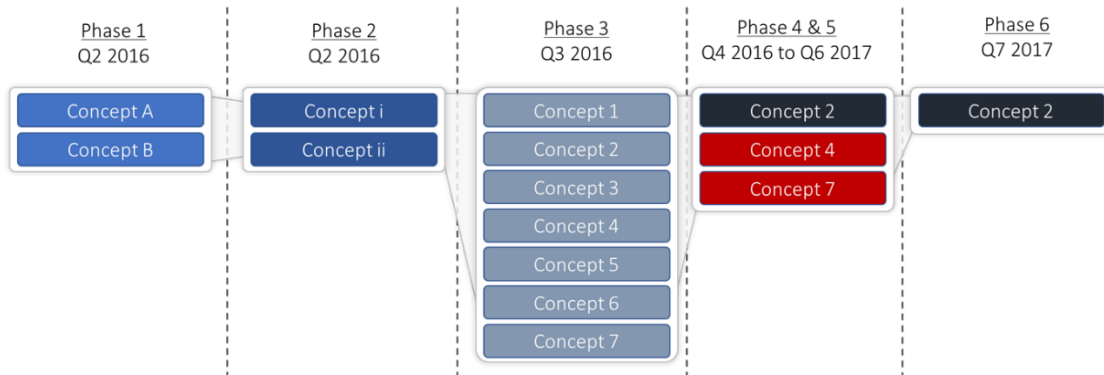 Phase 1
Q2 2016
Concept A
Concept B
Phase 2
Q2 2016
Concept i
Concept ii
Phase 3
Q3 2016
Concept 1
Concept 2
Concept 3
Concept 4
Concept 5
Concept 6
Concept 7
Phase 4 & 5
Q4 2016 to Q6 2017
Concept 2
Concept 4
Concept 7
Phase 6
Q7 2017
Concept 2